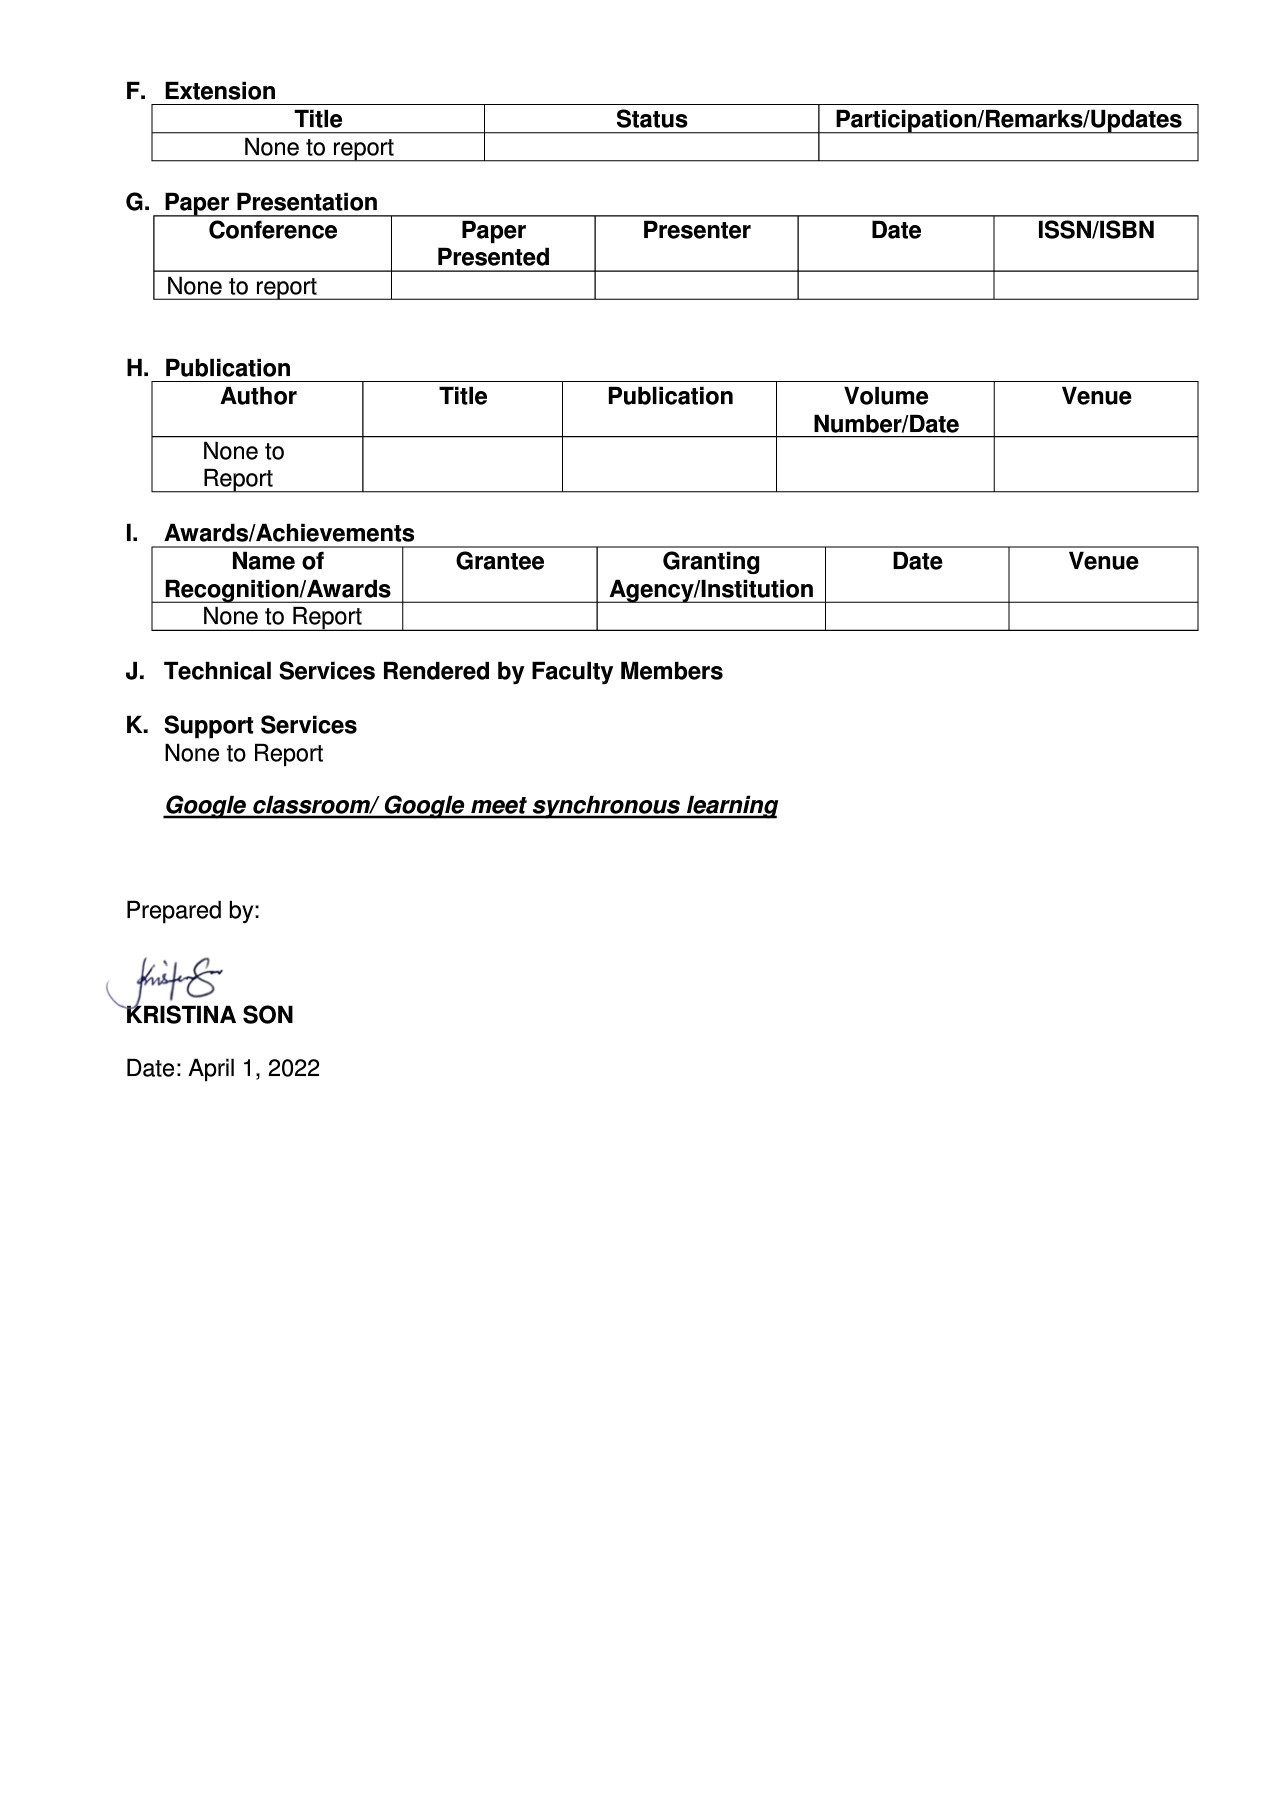 F. Extension
Title Status Participation/Remarks/Updates
None to report
G. Paper Presentation
Conference Paper Presenter Date ISSN/ISBN
Presented
None to report
H. Publication
Author Title Publication Volume Venue
Number/Date
None to
Report
I. Awards/Achievements
Name of Grantee Granting Date Venue
Recognition/Awards Agency/Institution
None to Report
J. Technical Services Rendered by Faculty Members
K. Support Services
None to Report
Google classroom/ Google meet synchronous learning
Prepared by:
KRISTINA SON
Date: April 1, 2022